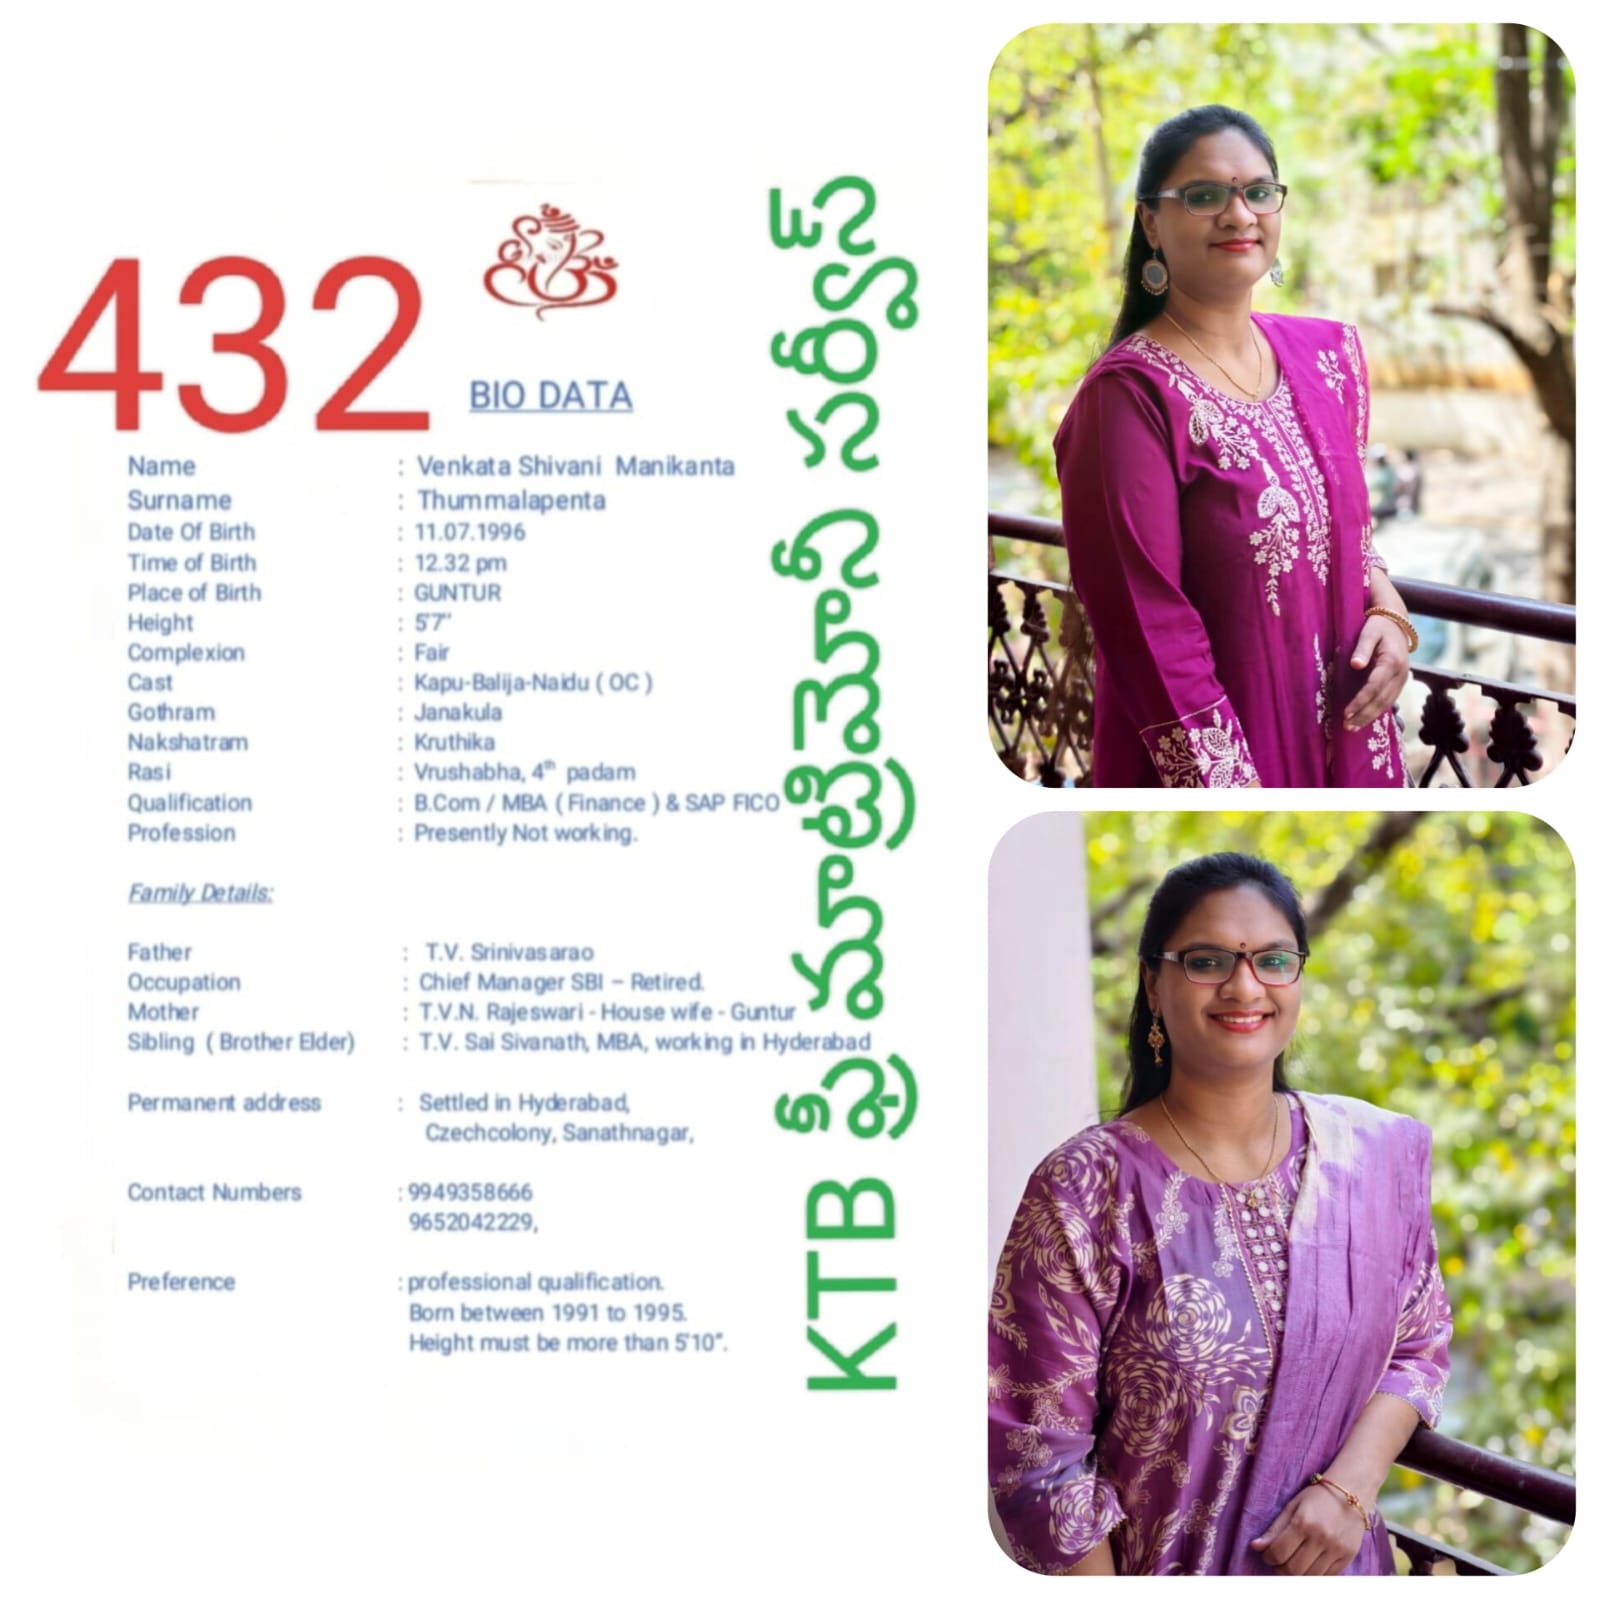 432
BIO DATA
Name : Venkata Shivani Manikanta
Surname : Thummalapenta
Date Of Birth : 11.07.1996
Time of Birth : 12.32 pm
Place of Birth : GUNTUR
Height : 5'7"
Complexion : Fair
Cast : Kapu-Balija-Naidu ( OC )
Gothram : Janakula
Nakshatram : Kruthika
Rasi : Vrushabha, 4th padam
Qualification : B.Com / MBA ( Finance ) & SAP FICO
Profession : Presently Not working.
Family Details:
Father : T.V. Srinivasarao
Occupation : Chief Manager SBI – Retired.
Mother : T.V.N. Rajeswari - House wife - Guntur
Sibling ( Brother Elder) : T.V. Sai Sivanath, MBA, working in Hyderabad
Permanent address : Settled in Hyderabad,
Czechcolony, Sanathnagar,
Contact Numbers : 9949358666
9652042229,
Preference : professional qualification.
Born between 1991 to 1995.
Height must be more than 5'10".
KTB ఫ్రీ మాట్రిమోనీ సర్వీస్